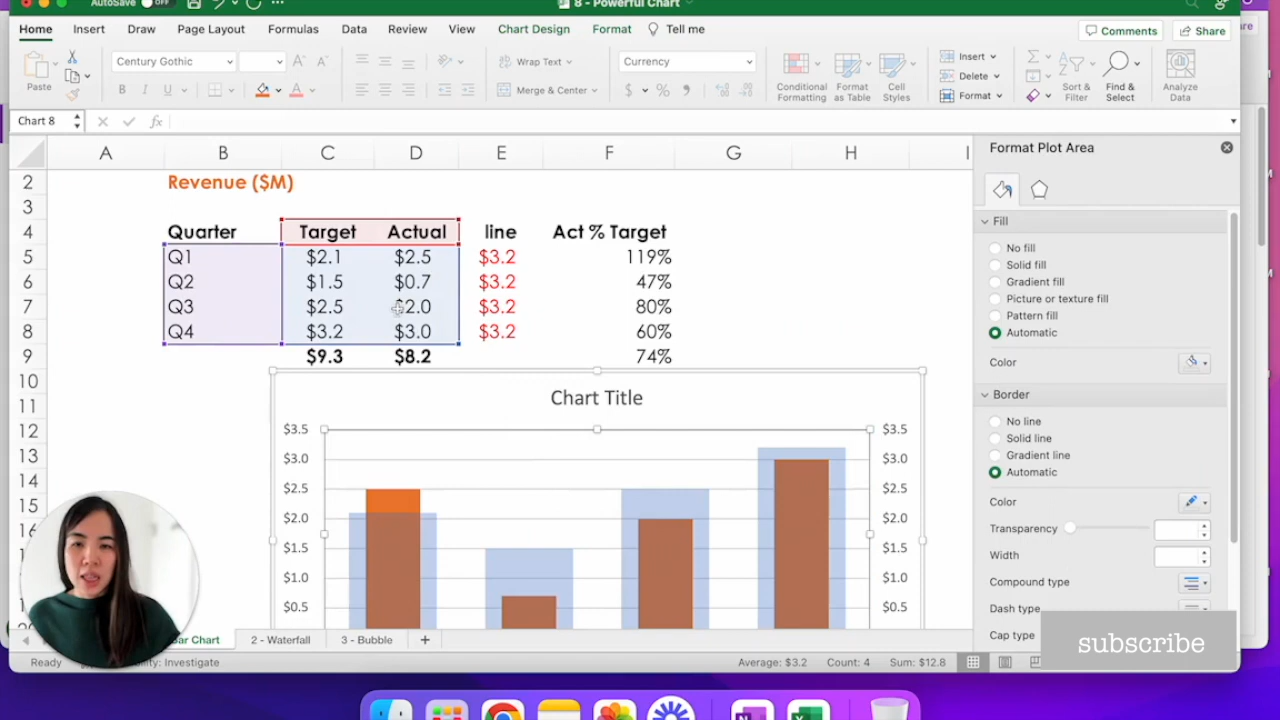 AutoSave OFF
8 - Powerful Chart
Home Insert Draw Page Layout Formulas Data Review View Chart Design Format Tell me
Comments Share
Paste
Century Gothic
B I U
Wrap Text
Merge & Center
Currency
$ %
Conditional Formatting
Format as Table
Cell Styles
Insert
Delete
Format
Sort & Filter
Find & Select
Analyze Data
Chart 8
fx
A B C D E F G H I
2 Revenue ($M)
3
4 Quarter Target Actual line Act % Target
5 Q1 $2.1 $2.5 $3.2 119%
6 Q2 $1.5 $0.7 $3.2 47%
7 Q3 $2.5 $2.0 $3.2 80%
8 Q4 $3.2 $3.0 $3.2 60%
9 $9.3 $8.2 74%
10
11
12
13
14
15
16
Chart Title
$3.5 $3.5
$3.0 $3.0
$2.5 $2.5
$2.0 $2.0
$1.5 $1.5
$1.0 $1.0
$0.5 $0.5
Format Plot Area
Fill
No fill
Solid fill
Gradient fill
Picture or texture fill
Pattern fill
Automatic
Color
Border
No line
Solid line
Gradient line
Automatic
Color
Transparency
Width
Compound type
Dash type
Cap type
subscribe
Bar Chart 2 - Waterfall 3 - Bubble +
Ready Investigate Average: $3.2 Count: 4 Sum: $12.8